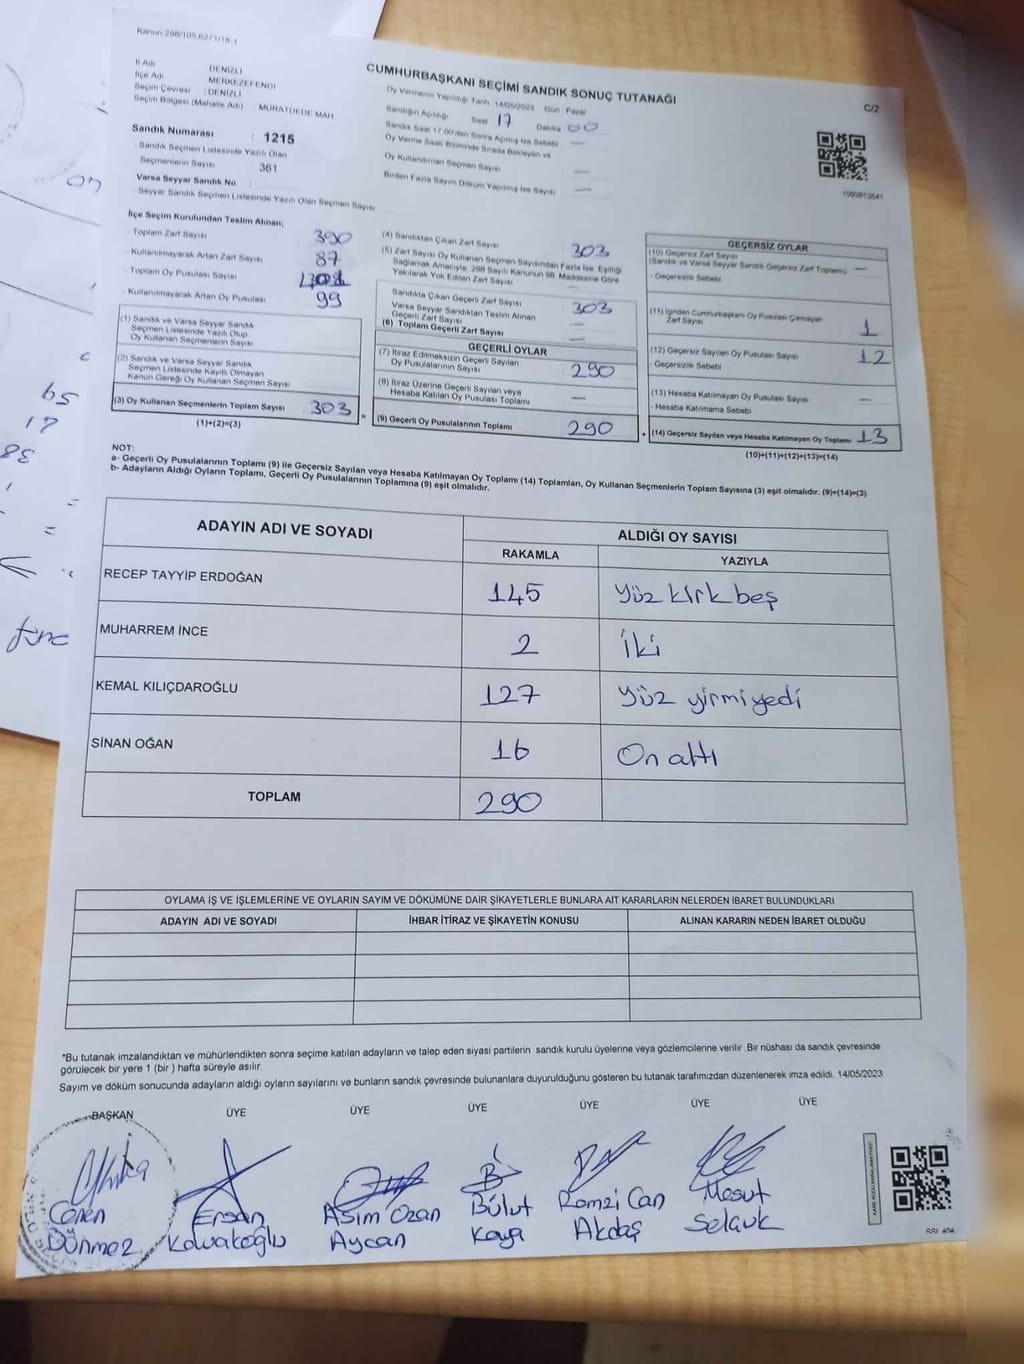 Kanun 298/105,627/1/18-1
İl Adı DENİZLİ
İlçe Adı MERKEZEFENDİ
Seçim Çevresi : DENİZLİ
Seçim Bölgesi (Mahalle Adı) : MURATDEDE MAH
Sandık Numarası : 1215
Sandık Seçmen Listesinde Yazılı Olan
Seçmenlerin Sayısı : 361
Varsa Seyyar Sandık No
Seyyar Sandık Seçmen Listesinde Yazılı Olan Seçmen Sayısı
CUMHURBAŞKANI SEÇİMİ SANDIK SONUÇ TUTANAĞI
C/2
Oy Vermenin Yapıldığı Tarih :14/05/2023 Gün : Pazar
Sandığın Açıldığı Saat 17 Dakika 00
Sandık Saat 17.00'den Sonra Açılmış İse Sebebi —
Oy Verme Saati Bitiminde Sırada Bekleyen ve
Oy Kullandırılan Seçmen Sayısı —
Birden Fazla Sayım Döküm Yapılmış İse Sayısı —
1000813541
İlçe Seçim Kurulundan Teslim Alınan;
- Toplam Zarf Sayısı 390
- Kullanılmayarak Artan Zarf Sayısı 87
- Toplam Oy Pusulası Sayısı
- Kullanılmayarak Artan Oy Pusulası 99
(1) Sandık ve Varsa Seyyar Sandık
Seçmen Listesinde Yazılı Olup
Oy Kullanan Seçmenlerin Sayısı
(2) Sandık ve Varsa Seyyar Sandık
Seçmen Listesinde Kayıtlı Olmayan
Kanun Gereği Oy Kullanan Seçmen Sayısı
(3) Oy Kullanan Seçmenlerin Toplam Sayısı 303
(1)+(2)=(3)
(4) Sandıktan Çıkan Zarf Sayısı 303
(5) Zarf Sayısı Oy Kullanan Seçmen Sayısından Fazla İse, Eşitliği
Sağlamak Amacıyla, 298 Sayılı Kanunun 98. Maddesine Göre
Yakılarak Yok Edilen Zarf Sayısı —
Sandıkta Çıkan Geçerli Zarf Sayısı 303
Varsa Seyyar Sandıktan Teslim Alınan
Geçerli Zarf Sayısı —
(6) Toplam Geçerli Zarf Sayısı —
GEÇERLİ OYLAR
(7) İtiraz Edilmeksizin Geçerli Sayılan
Oy Pusulalarının Sayısı 290
(8) İtiraz Üzerine Geçerli Sayılan veya
Hesaba Katılan Oy Pusulası Toplamı —
(9) Geçerli Oy Pusulalarının Toplamı 290
GEÇERSİZ OYLAR
(10) Geçersiz Zarf Sayısı
(Sandık ve Varsa Seyyar Sandık Geçersiz Zarf Toplamı) —
- Geçersizlik Sebebi
(11) İçinden Cumhurbaşkanı Oy Pusulası Çıkmayan
Zarf Sayısı 1
(12) Geçersiz Sayılan Oy Pusulası Sayısı 12
- Geçersizlik Sebebi
(13) Hesaba Katılmayan Oy Pusulası Sayısı —
- Hesaba Katılmama Sebebi
+ (14) Geçersiz Sayılan veya Hesaba Katılmayan Oy Toplamı 13
(10)+(11)+(12)+(13)=(14)
NOT:
a- Geçerli Oy Pusulalarının Toplamı (9) ile Geçersiz Sayılan veya Hesaba Katılmayan Oy Toplamı (14) Toplamları, Oy Kullanan Seçmenlerin Toplam Sayısına (3) eşit olmalıdır. (9)+(14)=(3)
b- Adayların Aldığı Oyların Toplamı, Geçerli Oy Pusulalarının Toplamına (9) eşit olmalıdır.
ADAYIN ADI VE SOYADI
ALDIĞI OY SAYISI
RAKAMLA YAZIYLA
RECEP TAYYİP ERDOĞAN 145 Yüz kırk beş
MUHARREM İNCE 2 İki
KEMAL KILIÇDAROĞLU 127 Yüz yirmi yedi
SİNAN OĞAN 16 On altı
TOPLAM 290
OYLAMA İŞ VE İŞLEMLERİNE VE OYLARIN SAYIM VE DÖKÜMÜNE DAİR ŞİKAYETLERLE BUNLARA AİT KARARLARIN NELERDEN İBARET BULUNDUKLARI
ADAYIN ADI VE SOYADI İHBAR İTİRAZ VE ŞİKAYETİN KONUSU ALINAN KARARIN NEDEN İBARET OLDUĞU
*Bu tutanak imzalandıktan ve mühürlendikten sonra seçime katılan adayların ve talep eden siyasi partilerin sandık kurulu üyelerine veya gözlemcilerine verilir .Bir nüshası da sandık çevresinde
görülecek bir yere 1 (bir ) hafta süreyle asılır.
Sayım ve döküm sonucunda adayların aldığı oyların sayılarını ve bunların sandık çevresinde bulunanlara duyurulduğunu gösteren bu tutanak tarafımızdan düzenlenerek imza edildi. 14/05/2023
BAŞKAN ÜYE ÜYE ÜYE ÜYE ÜYE ÜYE
Ceren Dönmez
Ersan
Asım Ozan Aycan
Bülut Kaya
Ramzi Can Akdaş
Mesut Selçuk